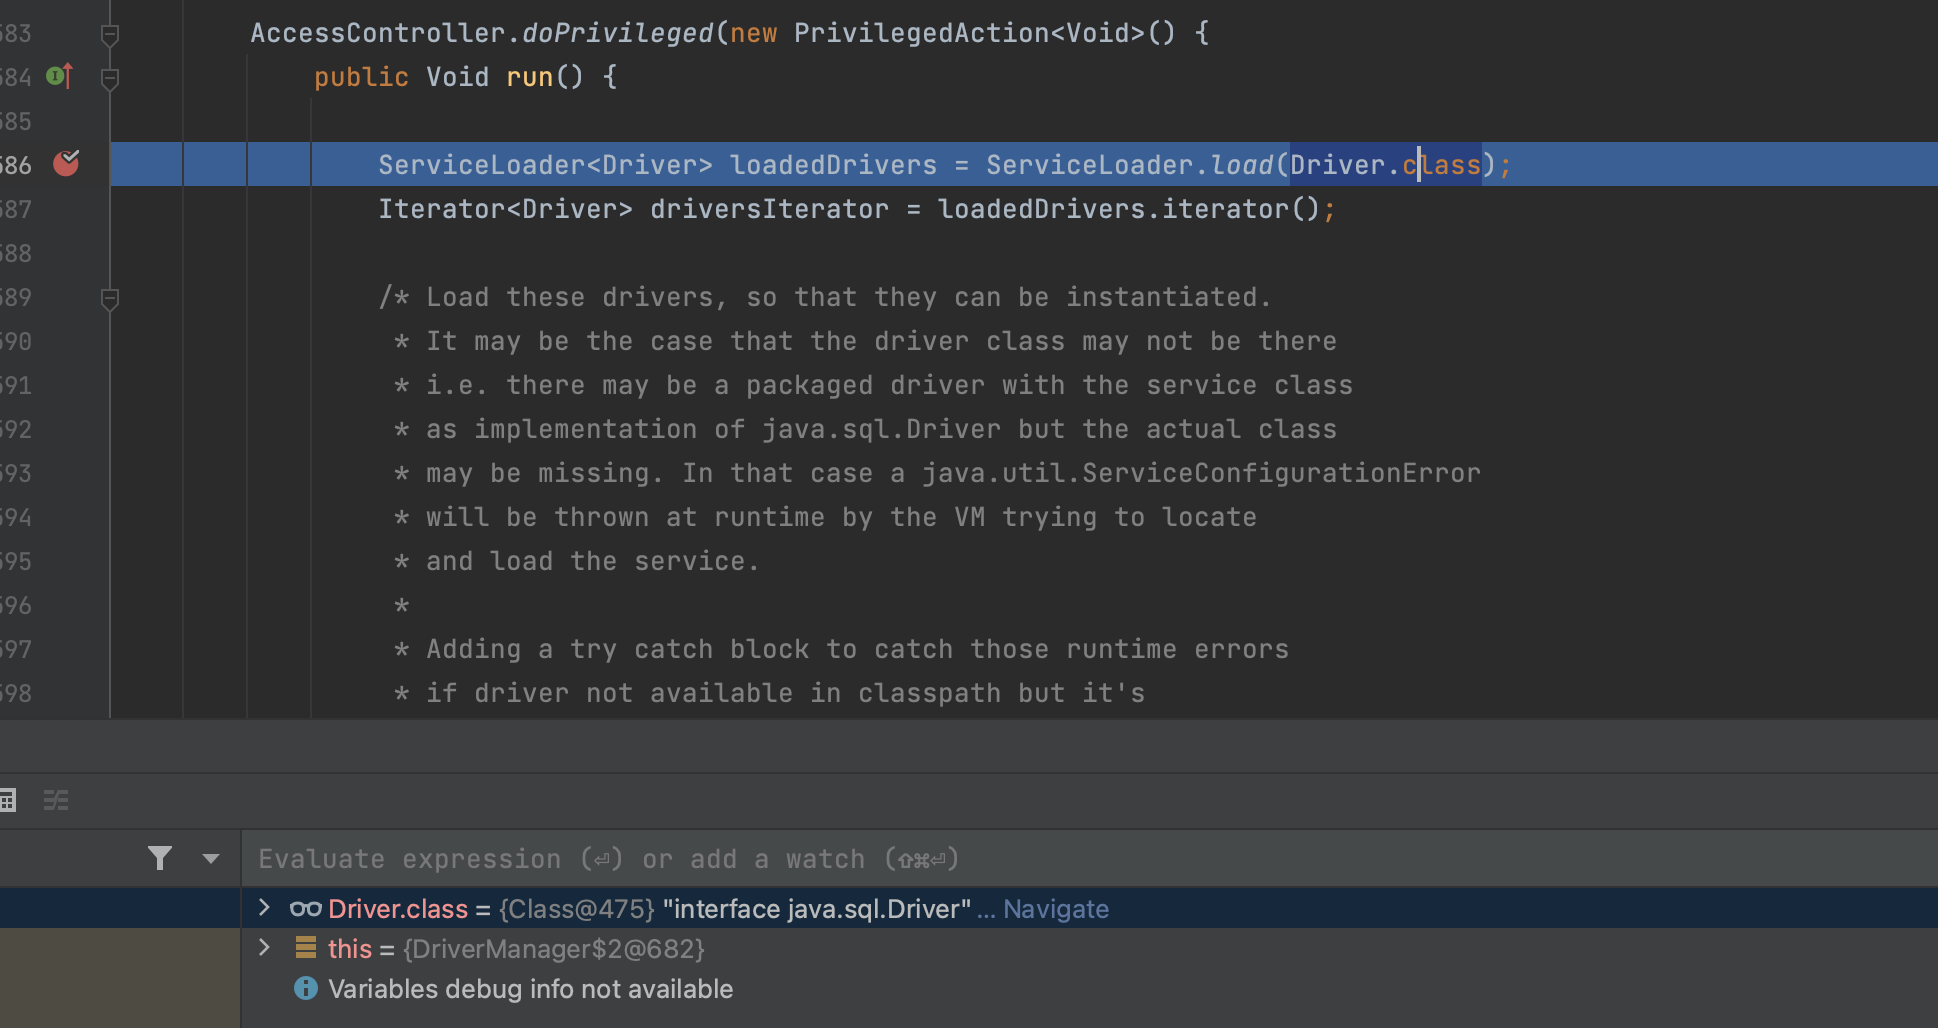 583 AccessController.doPrivileged(new PrivilegedAction<Void>() {
584 public Void run() {
585
586 ServiceLoader<Driver> loadedDrivers = ServiceLoader.load(Driver.class);
587 Iterator<Driver> driversIterator = loadedDrivers.iterator();
588
589 /* Load these drivers, so that they can be instantiated.
590 * It may be the case that the driver class may not be there
591 * i.e. there may be a packaged driver with the service class
592 * as implementation of java.sql.Driver but the actual class
593 * may be missing. In that case a java.util.ServiceConfigurationError
594 * will be thrown at runtime by the VM trying to locate
595 * and load the service.
596 *
597 * Adding a try catch block to catch those runtime errors
598 * if driver not available in classpath but it's
Evaluate expression (⏎) or add a watch (⇧⌘⏎)
Driver.class = {Class@475} "interface java.sql.Driver" ... Navigate
this = {DriverManager$2@682}
Variables debug info not available